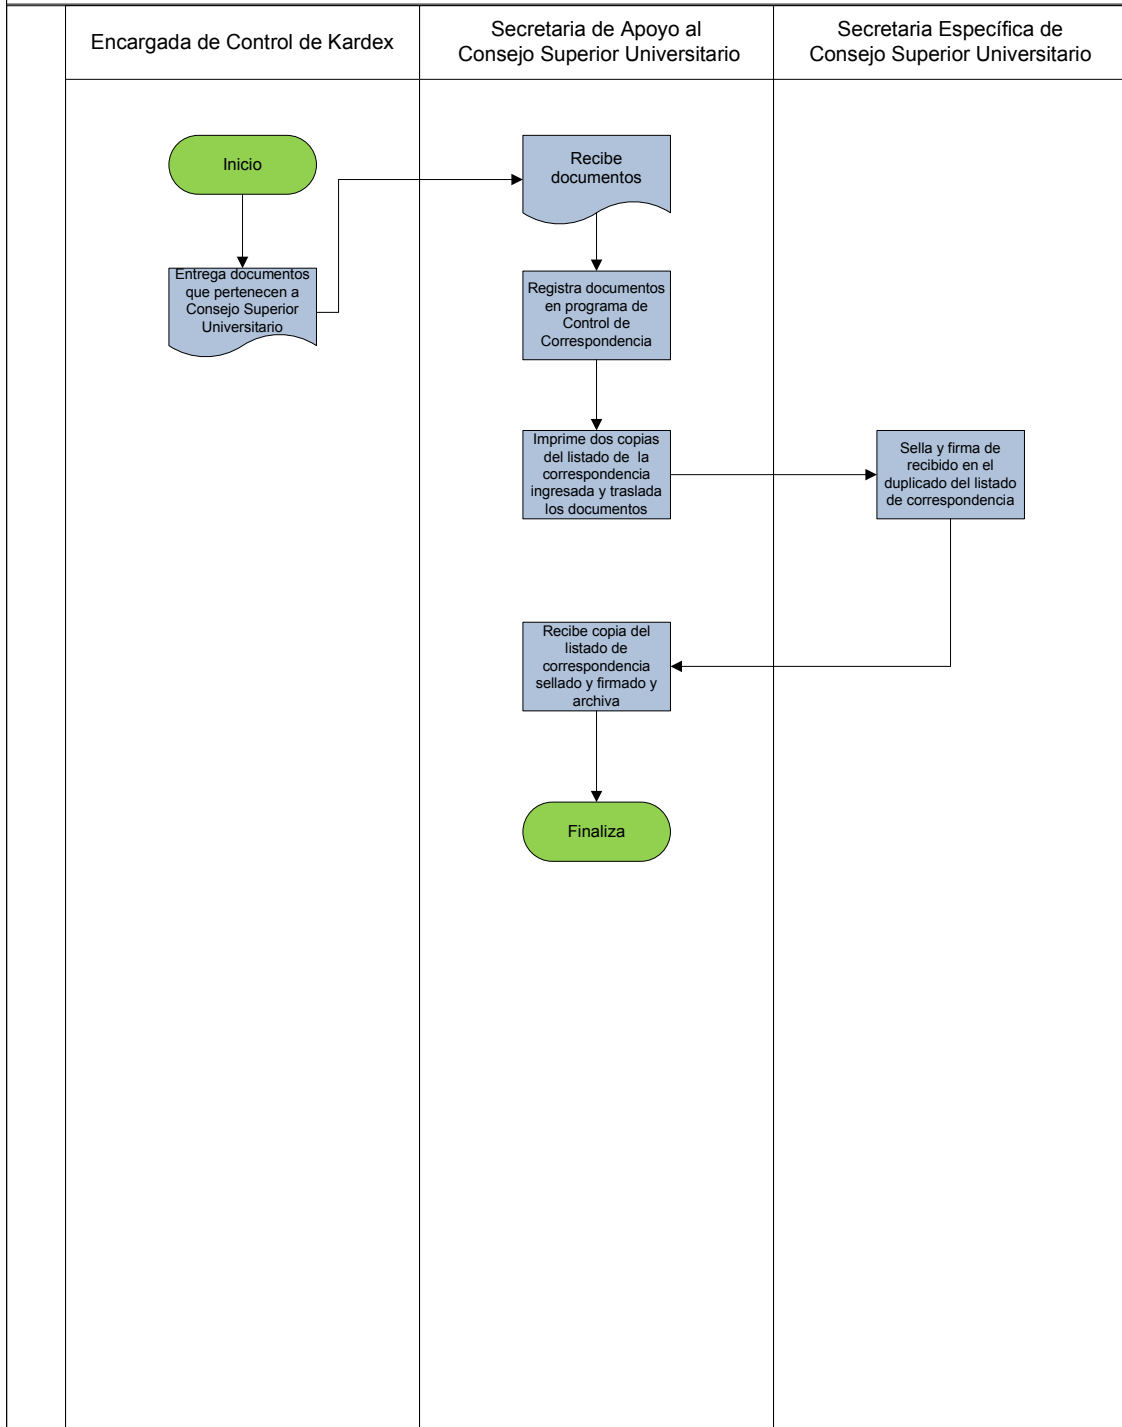 Encargada de Control de Kardex
Secretaria de Apoyo al
Consejo Superior Universitario
Secretaria Específica de
Consejo Superior Universitario
Inicio
Entrega documentos
que pertenecen a
Consejo Superior
Universitario
Recibe
documentos
Registra documentos
en programa de
Control de
Correspondencia
Imprime dos copias
del listado de la
correspondencia
ingresada y traslada
los documentos
Sella y firma de
recibido en el
duplicado del listado
de correspondencia
Recibe copia del
listado de
correspondencia
sellado y firmado y
archiva
Finaliza